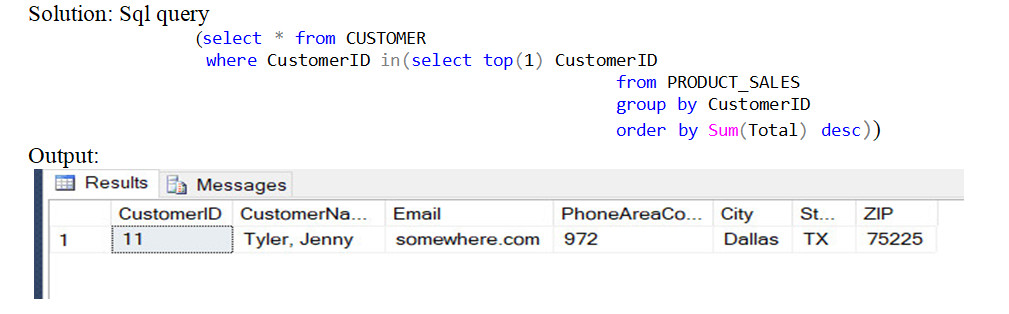 Solution: Sql query
(select * from CUSTOMER
where CustomerID in(select top(1) CustomerID
from PRODUCT_SALES
group by CustomerID
order by Sum(Total) desc))
Output:
Results Messages
CustomerID CustomerNa... Email PhoneAreaCo... City St... ZIP
1 11 Tyler, Jenny somewhere.com 972 Dallas TX 75225